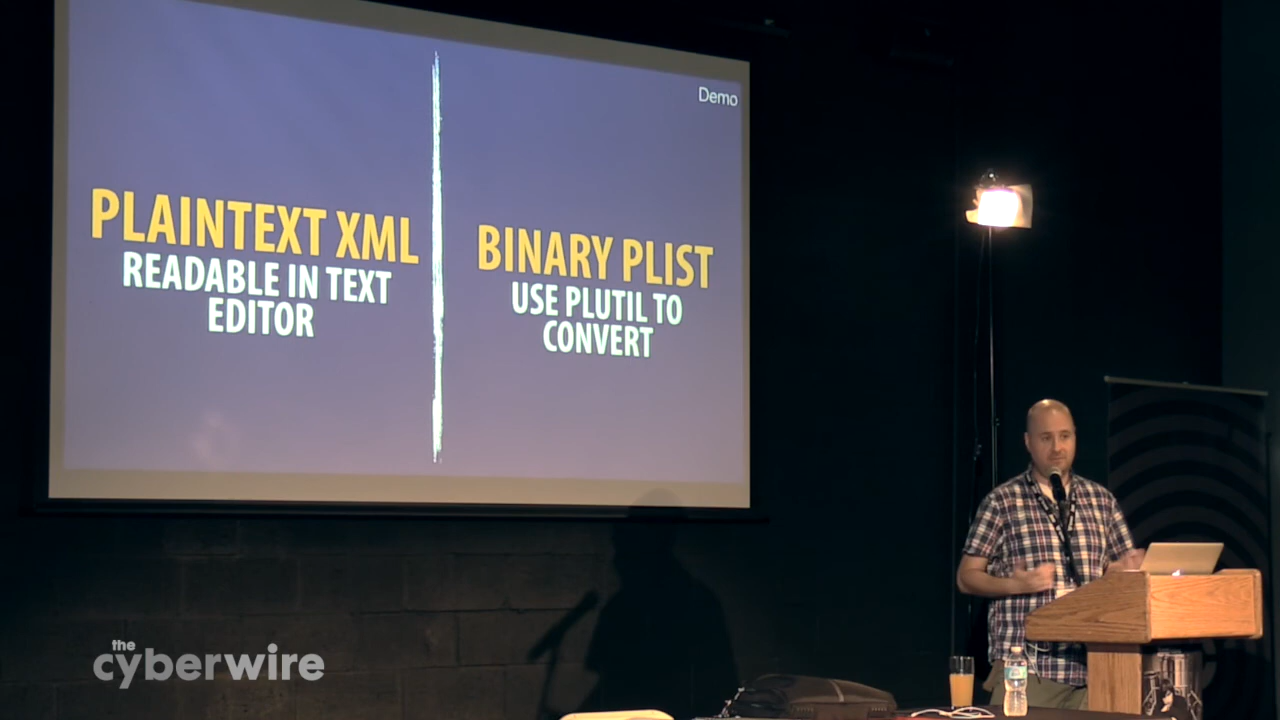 Demo
PLAINTEXT XML
READABLE IN TEXT
EDITOR
BINARY PLIST
USE PLUTIL TO
CONVERT
the
cyberwire